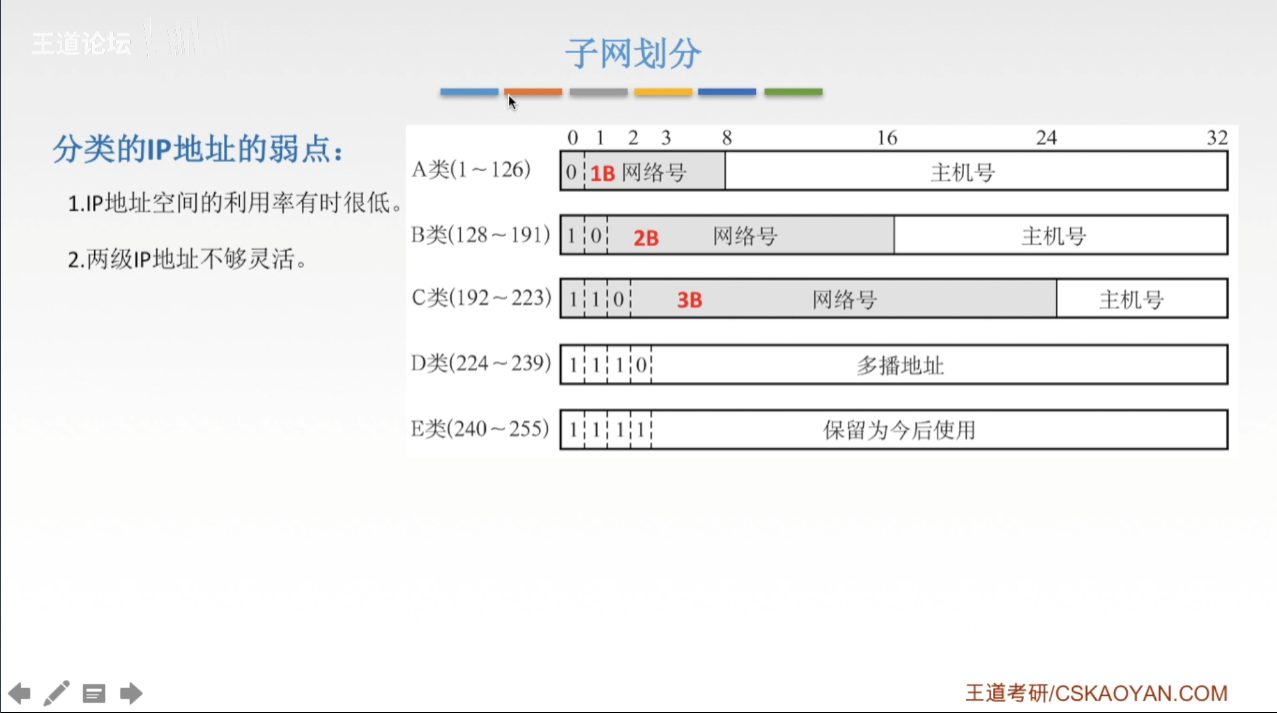 王道论坛
子网划分
分类的IP地址的弱点：
1.IP地址空间的利用率有时很低。
2.两级IP地址不够灵活。
0 1 2 3 8 16 24 32
A类(1～126) 0 1B 网络号 主机号
B类(128～191) 1 0 2B 网络号 主机号
C类(192～223) 1 1 0 3B 网络号 主机号
D类(224～239) 1 1 1 0 多播地址
E类(240～255) 1 1 1 1 保留为今后使用
王道考研/CSKAOYAN.COM